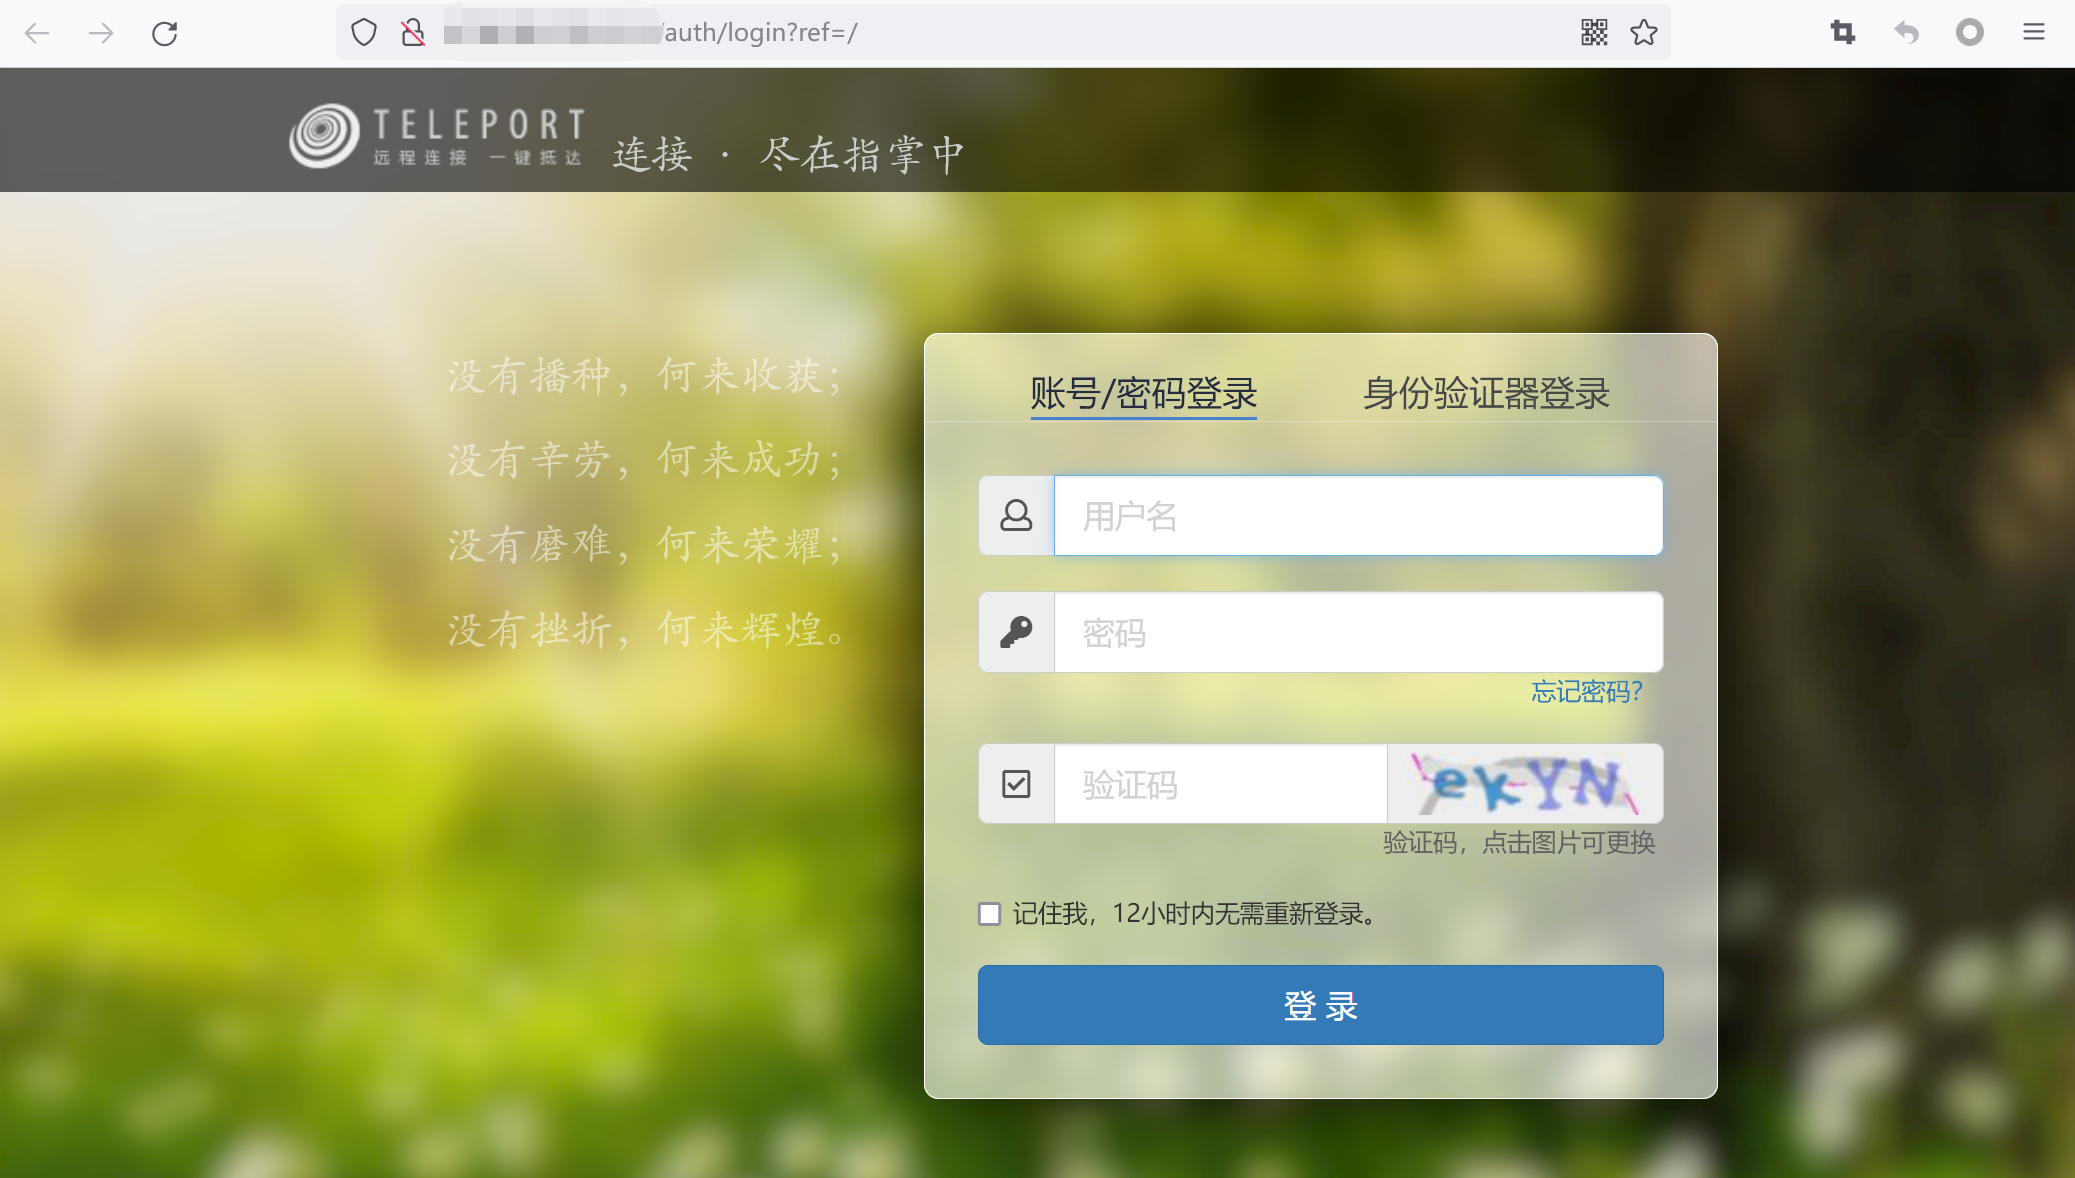 /auth/login?ref=/
TELEPORT
远程连接 一键抵达
连接 · 尽在指掌中
没有播种，何来收获；
没有辛劳，何来成功；
没有磨难，何来荣耀；
没有挫折，何来辉煌。
账号/密码登录 身份验证器登录
用户名
密码
忘记密码？
验证码 ekYN
验证码，点击图片可更换
记住我，12小时内无需重新登录。
登 录